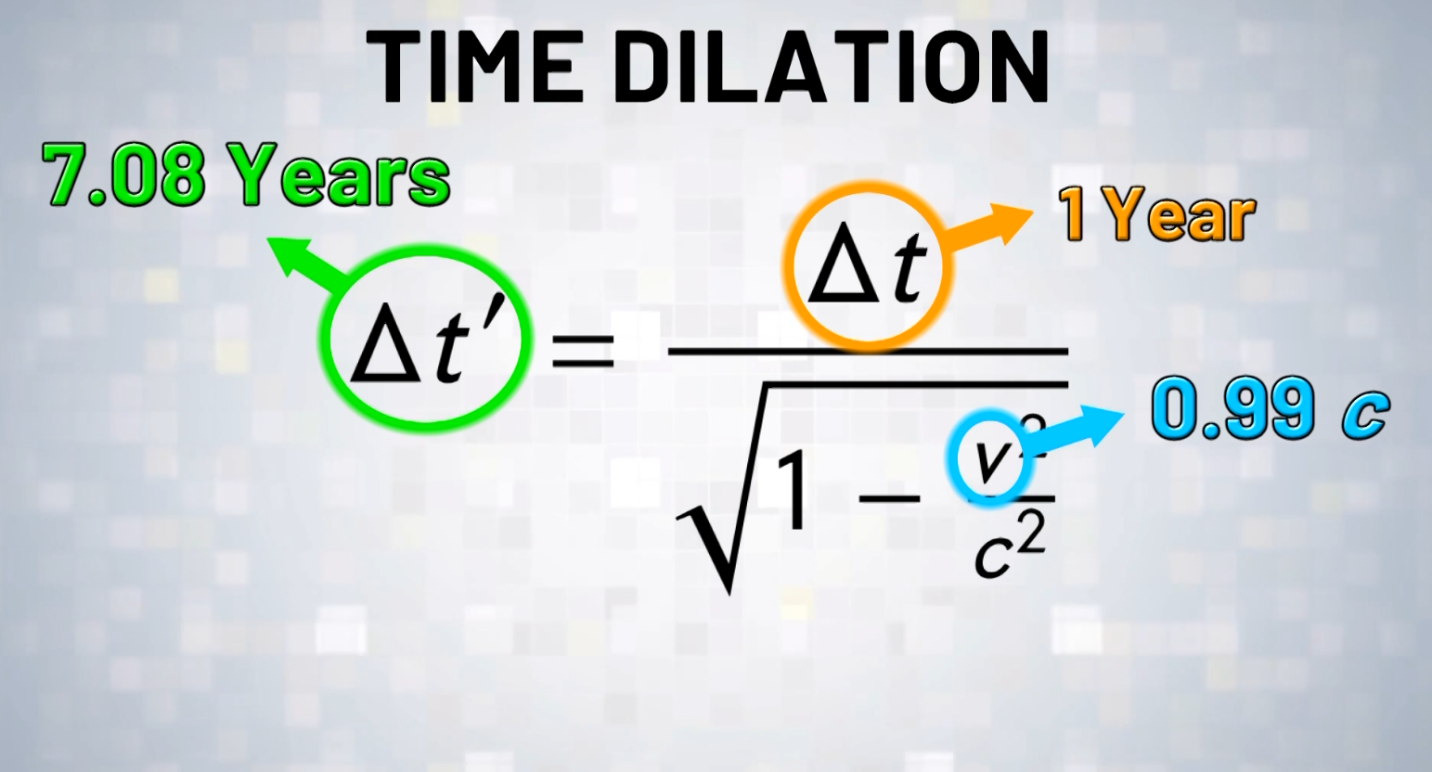 TIME DILATION
7.08 Years
1 Year
Δt′ = Δt / √(1 − v²/c²)
0.99 c